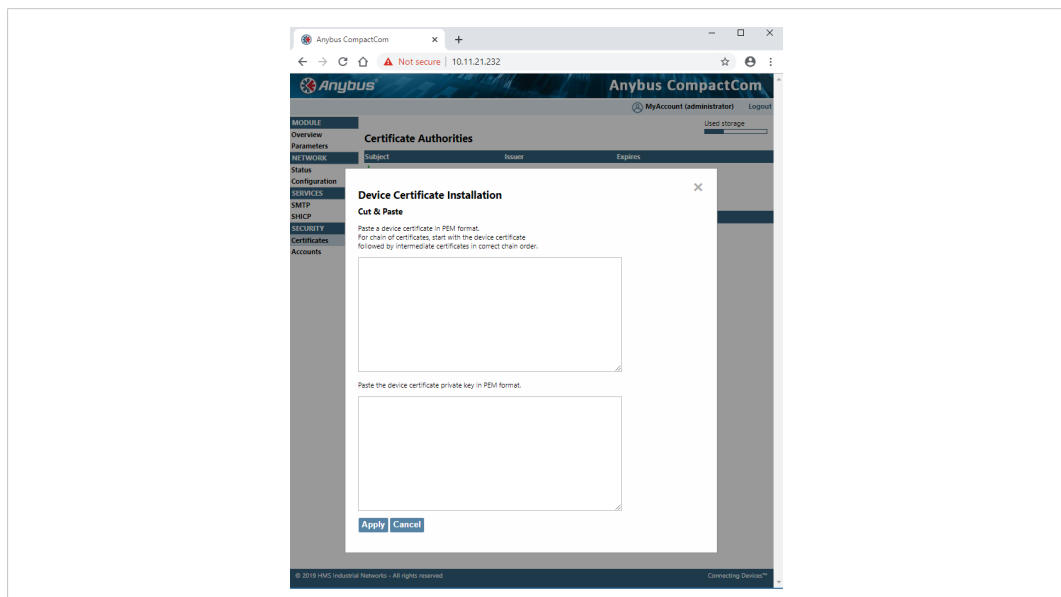 Anybus CompactCom
Not secure | 10.11.21.232
Anybus
Anybus CompactCom
MyAccount (administrator) Logout
Used storage
MODULE
Overview
Parameters
NETWORK
Status
Configuration
SERVICES
SMTP
SHICP
SECURITY
Certificates
Accounts
Certificate Authorities
Subject Issuer Expires
Device Certificate Installation
Cut & Paste
Paste a device certificate in PEM format.
For chain of certificates, start with the device certificate
followed by intermediate certificates in correct chain order.
Paste the device certificate private key in PEM format.
Apply Cancel
© 2019 HMS Industrial Networks - All rights reserved
Connecting Devices™